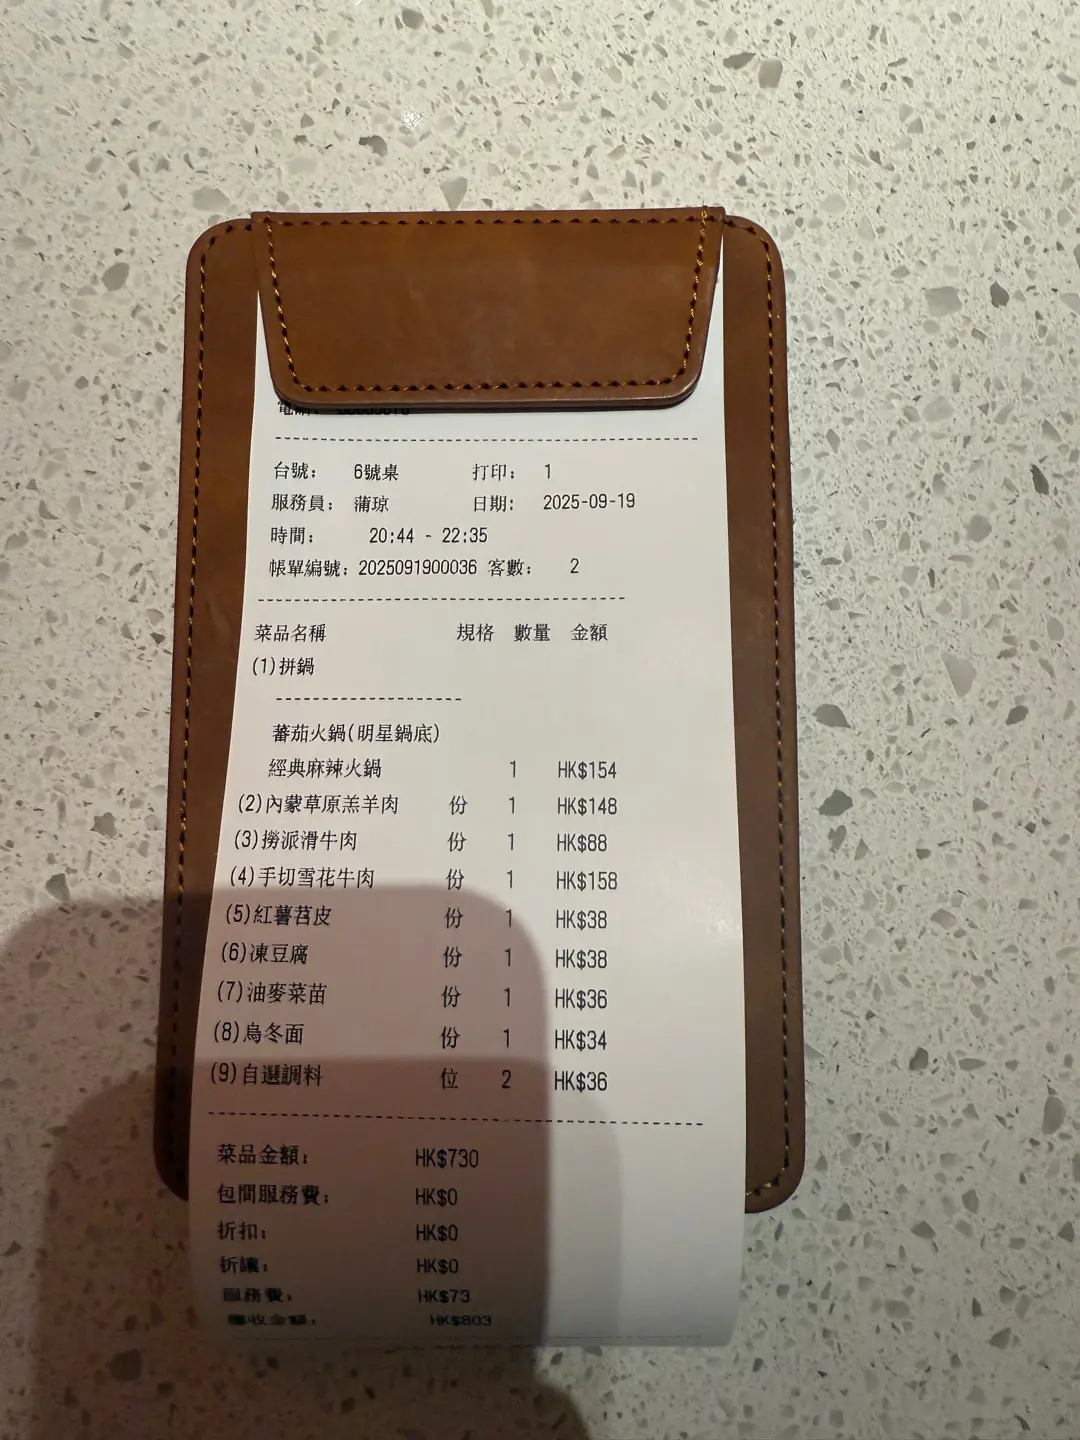 台號： 6號桌 打印： 1
服務員： 蒲琼 日期： 2025-09-19
時間： 20:44 - 22:35
帳單編號：2025091900036 客數： 2
菜品名稱 規格 數量 金額
(1)拼鍋
蕃茄火鍋(明星鍋底)
經典麻辣火鍋 1 HK$154
(2)內蒙草原羔羊肉 份 1 HK$148
(3)撈派滑牛肉 份 1 HK$88
(4)手切雪花牛肉 份 1 HK$158
(5)紅薯苕皮 份 1 HK$38
(6)凍豆腐 份 1 HK$38
(7)油麥菜苗 份 1 HK$36
(8)烏冬面 份 1 HK$34
(9)自選調料 位 2 HK$36
菜品金額： HK$730
包間服務費： HK$0
折扣： HK$0
折讓： HK$0
服務費： HK$73
應收金額： HK$803